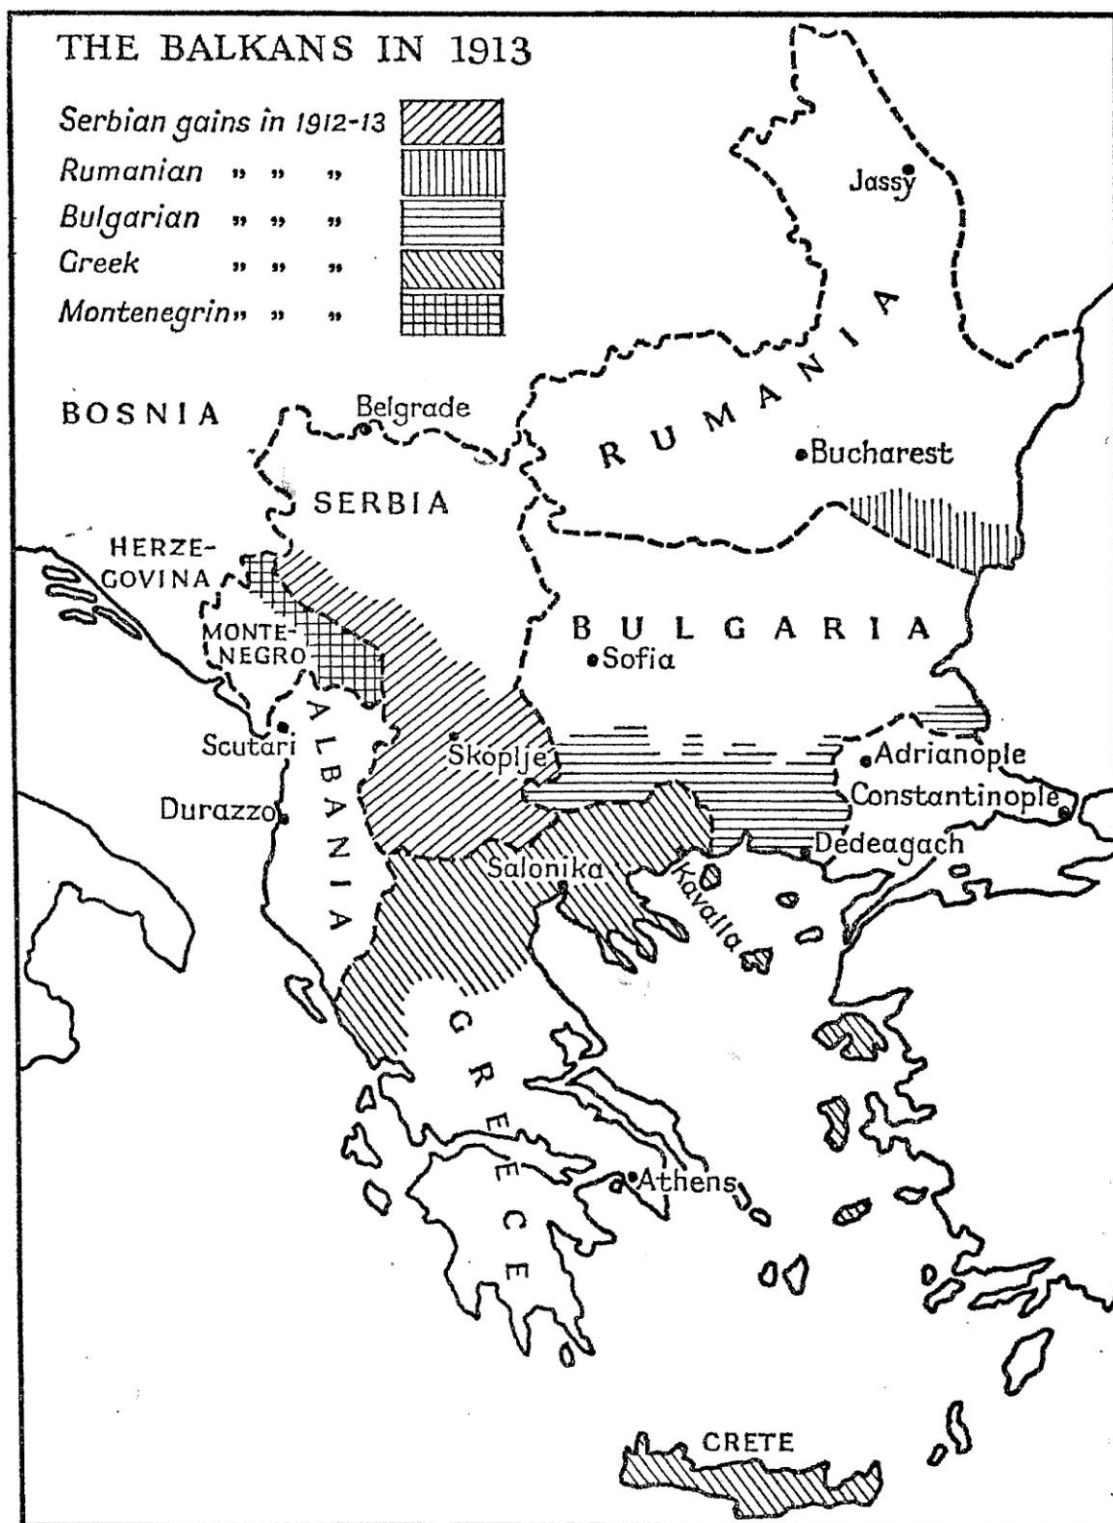 THE BALKANS IN 1913
Serbian gains in 1912-13
Rumanian " " "
Bulgarian " " "
Greek " " "
Montenegrin " " "
Jassy
RUMANIA
BOSNIA
Belgrade
Bucharest
SERBIA
HERZE-
GOVINA
MONTE-
NEGRO
BULGARIA
Sofia
ALBANIA
Scutari
Skoplje
Adrianople
Durazzo
Constantinople
Dedeagach
Salonika
Kavalla
GREECE
Athens
CRETE